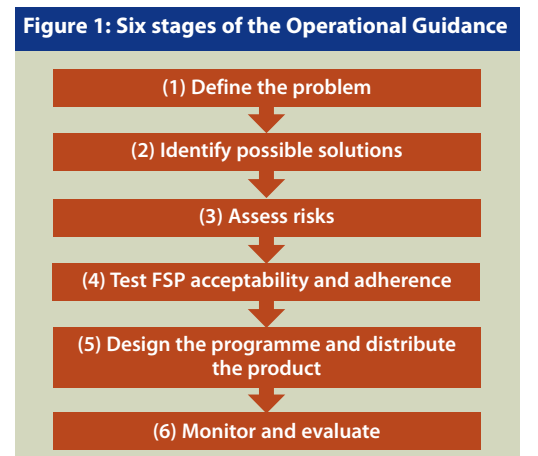 Figure 1: Six stages of the Operational Guidance
(1) Define the problem
(2) Identify possible solutions
(3) Assess risks
(4) Test FSP acceptability and adherence
(5) Design the programme and distribute
the product
(6) Monitor and evaluate